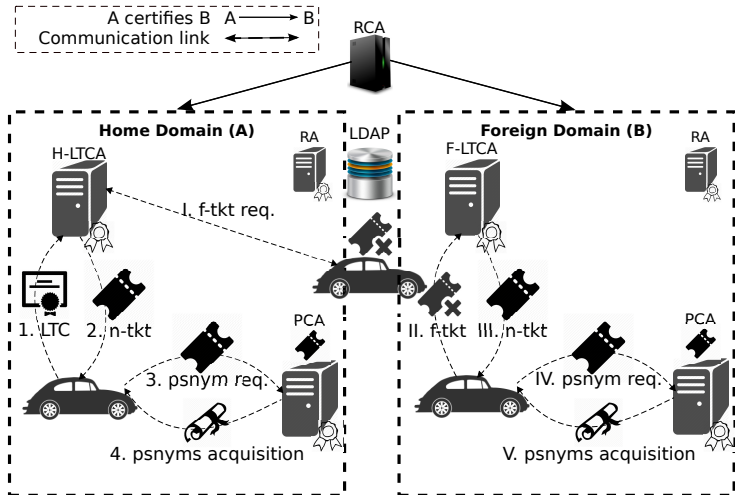 A certifies B A B
Communication link
RCA
Home Domain (A)
RA
LDAP
Foreign Domain (B)
RA
H-LTCA
F-LTCA
I. f-tkt req.
1. LTC
2. n-tkt
PCA
II. f-tkt
III. n-tkt
PCA
3. psnym req.
IV. psnym req.
4. psnyms acquisition
V. psnyms acquisition